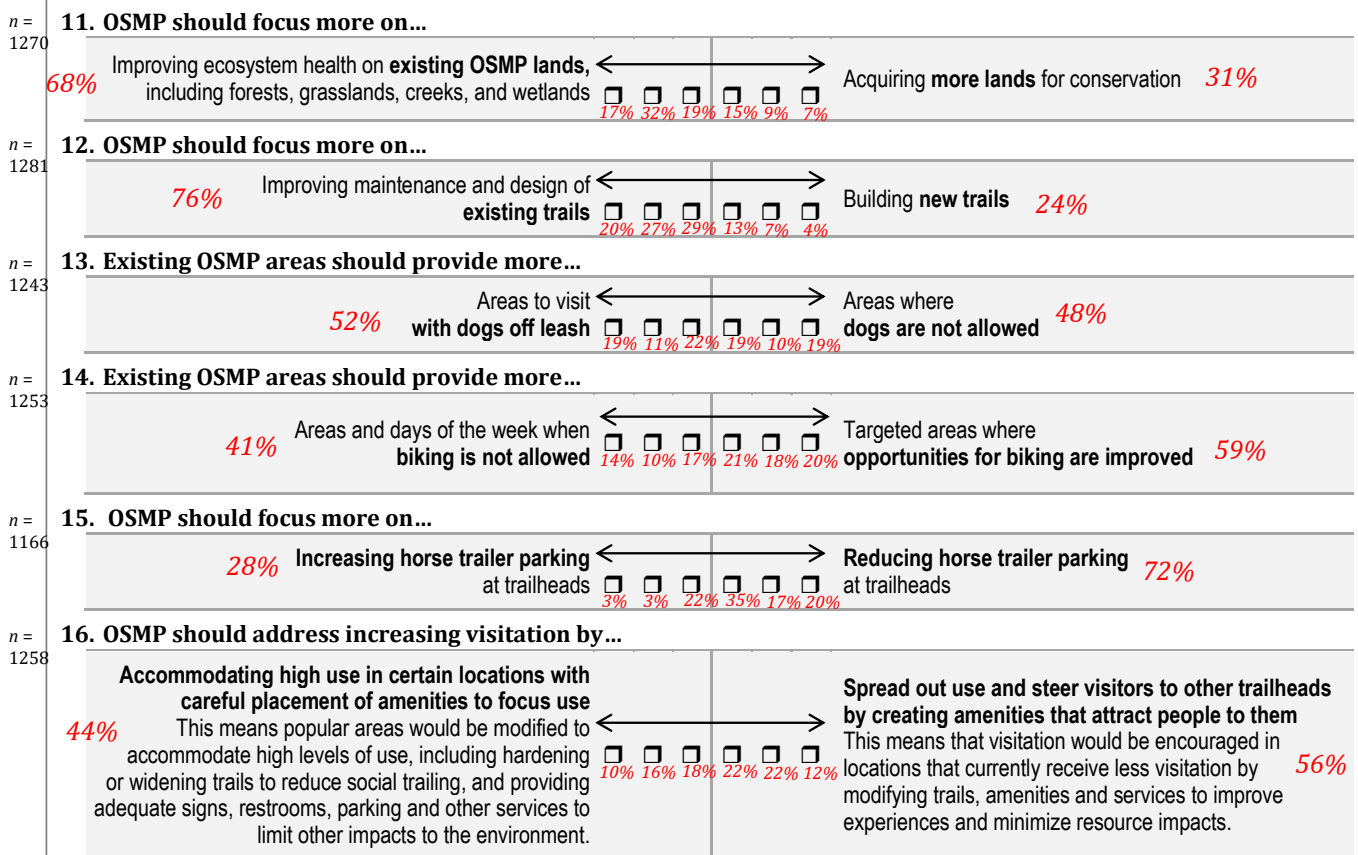 n =
1270
11. OSMP should focus more on…
68%
Improving ecosystem health on existing OSMP lands,
including forests, grasslands, creeks, and wetlands
17% 32% 19% 15% 9% 7%
Acquiring more lands for conservation 31%
n =
1281
12. OSMP should focus more on…
76%
Improving maintenance and design of
existing trails
20% 27% 29% 13% 7% 4%
Building new trails 24%
n =
1243
13. Existing OSMP areas should provide more…
52%
Areas to visit
with dogs off leash
19% 11% 22% 19% 10% 19%
Areas where
dogs are not allowed
48%
n =
1253
14. Existing OSMP areas should provide more…
41%
Areas and days of the week when
biking is not allowed
14% 10% 17% 21% 18% 20%
Targeted areas where
opportunities for biking are improved
59%
n =
1166
15. OSMP should focus more on…
28%
Increasing horse trailer parking
at trailheads
3% 3% 22% 35% 17% 20%
Reducing horse trailer parking
at trailheads
72%
n =
1258
16. OSMP should address increasing visitation by…
44%
Accommodating high use in certain locations with
careful placement of amenities to focus use
This means popular areas would be modified to
accommodate high levels of use, including hardening
or widening trails to reduce social trailing, and providing
adequate signs, restrooms, parking and other services to
limit other impacts to the environment.
10% 16% 18% 22% 22% 12%
Spread out use and steer visitors to other trailheads
by creating amenities that attract people to them
This means that visitation would be encouraged in
locations that currently receive less visitation by
modifying trails, amenities and services to improve
experiences and minimize resource impacts.
56%